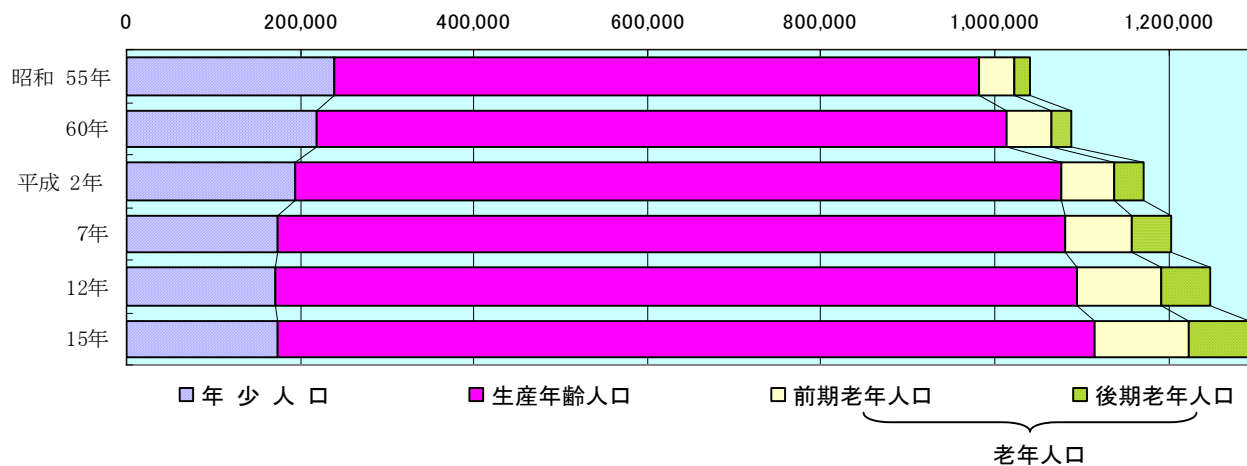 0 200,000 400,000 600,000 800,000 1,000,000 1,200,000
昭和 55年
60年
平成 2年
7年
12年
15年
年 少 人 口 生産年齢人口 前期老年人口 後期老年人口
老年人口